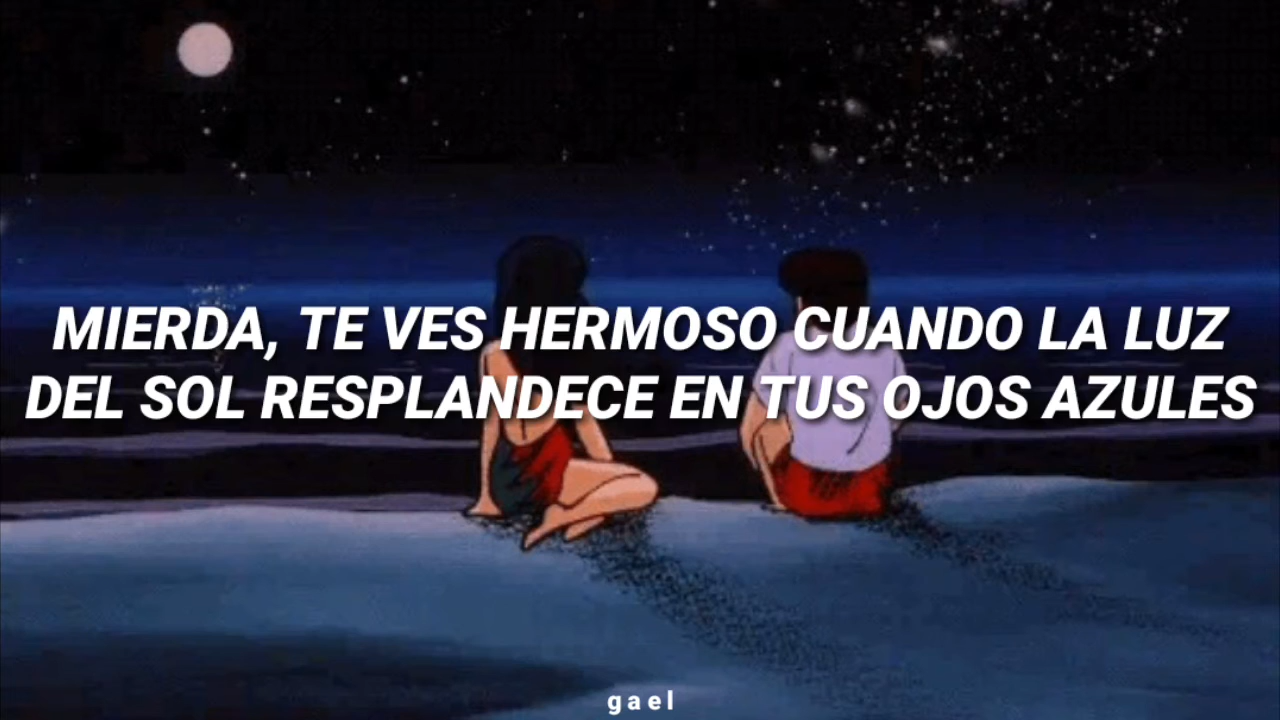 MIERDA, TE VES HERMOSO CUANDO LA LUZ
DEL SOL RESPLANDECE EN TUS OJOS AZULES
gael